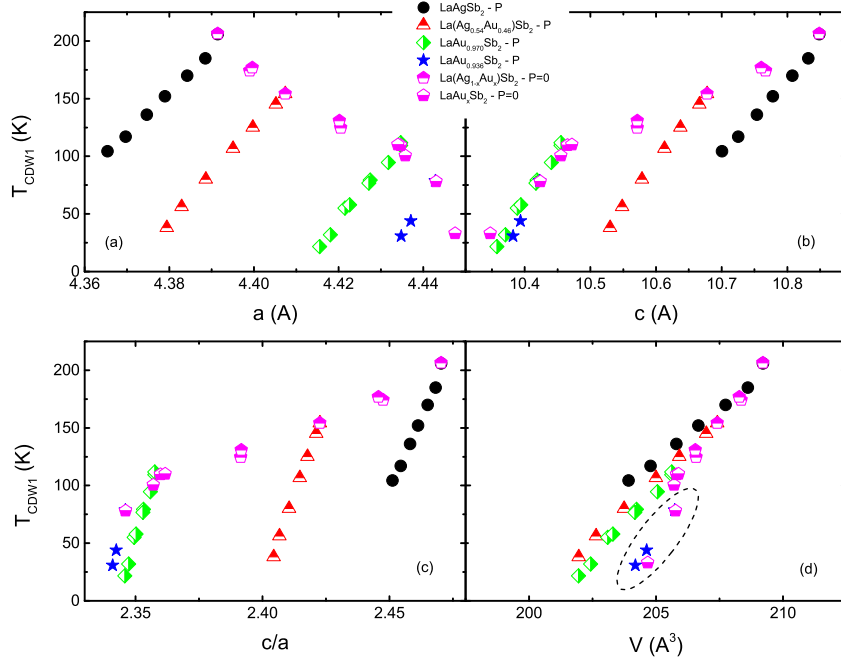 LaAgSb₂ - P
La(Ag₀.₅₄Au₀.₄₆)Sb₂ - P
LaAu₀.₉₇₀Sb₂ - P
LaAu₀.₉₃₆Sb₂ - P
La(Ag₁₋ₓAuₓ)Sb₂ - P=0
LaAuₓSb₂ - P=0
T_CDW1 (K)
200
150
100
50
0
(a)
(b)
4.36 4.38 4.40 4.42 4.44
10.4 10.5 10.6 10.7 10.8
a (A)
c (A)
T_CDW1 (K)
200
150
100
50
0
(c)
(d)
2.35 2.40 2.45
200 205 210
c/a
V (A³)